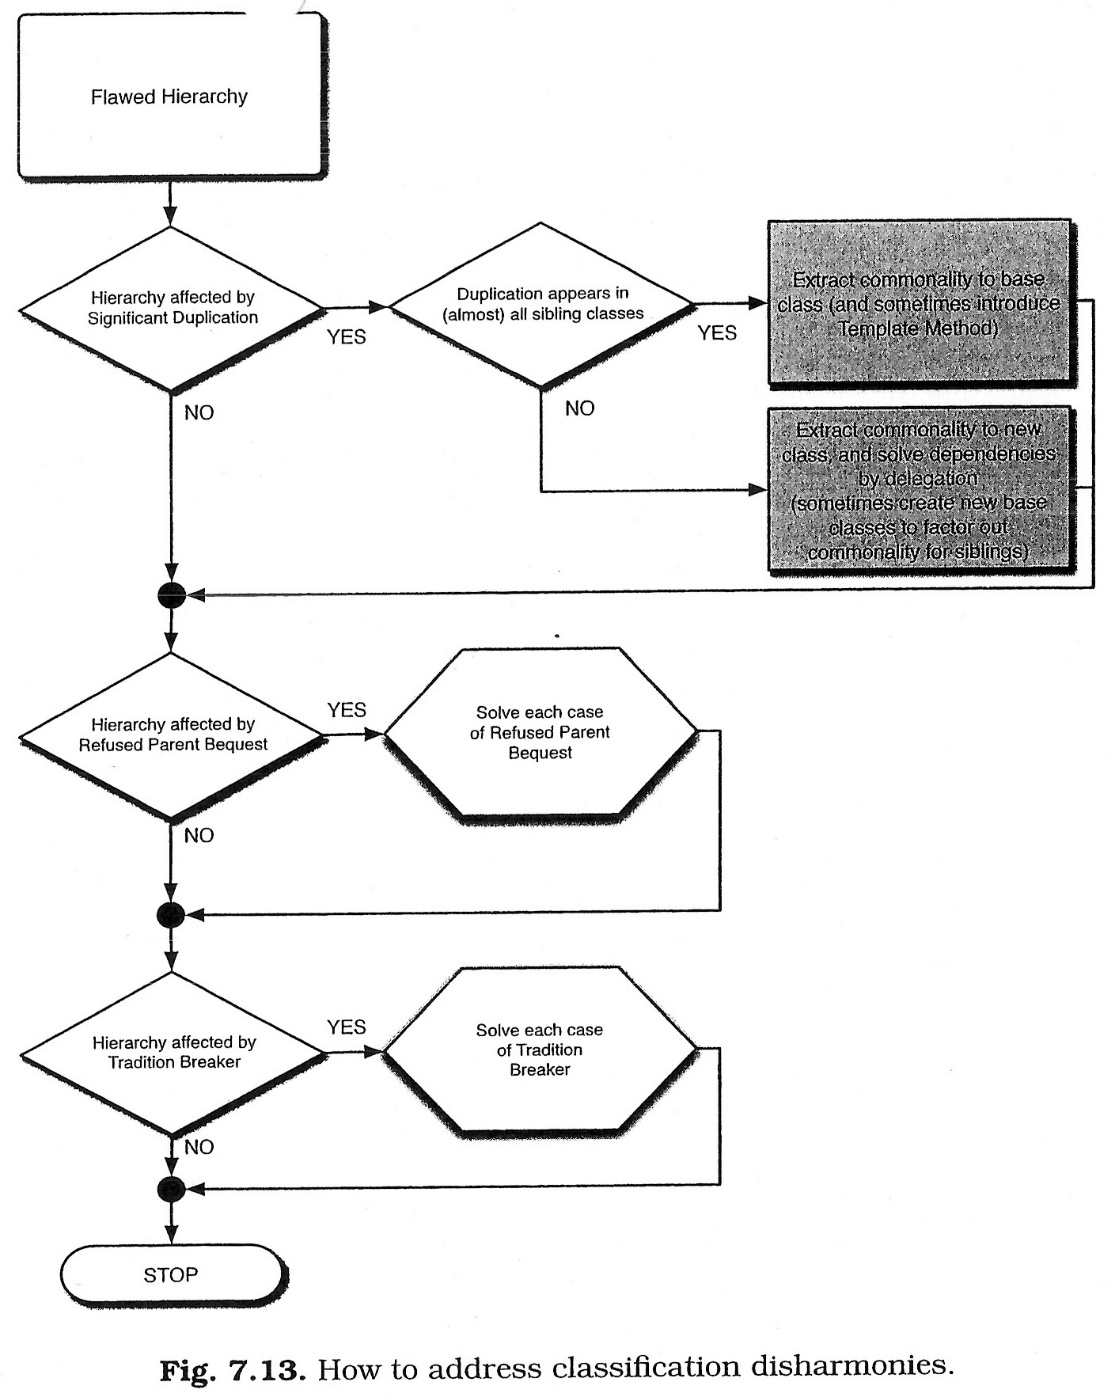 Flawed Hierarchy
Hierarchy affected by
Significant Duplication
YES
Duplication appears in
(almost) all sibling classes
YES
Extract commonality to base
class (and sometimes introduce
Template Method)
NO
NO
Extract commonality to new
class, and solve dependencies
by delegation
(sometimes create new base
classes to factor out
commonality for siblings)
Hierarchy affected by
Refused Parent Bequest
YES
Solve each case
of Refused Parent
Bequest
NO
Hierarchy affected by
Tradition Breaker
YES
Solve each case
of Tradition
Breaker
NO
STOP
Fig. 7.13. How to address classification disharmonies.